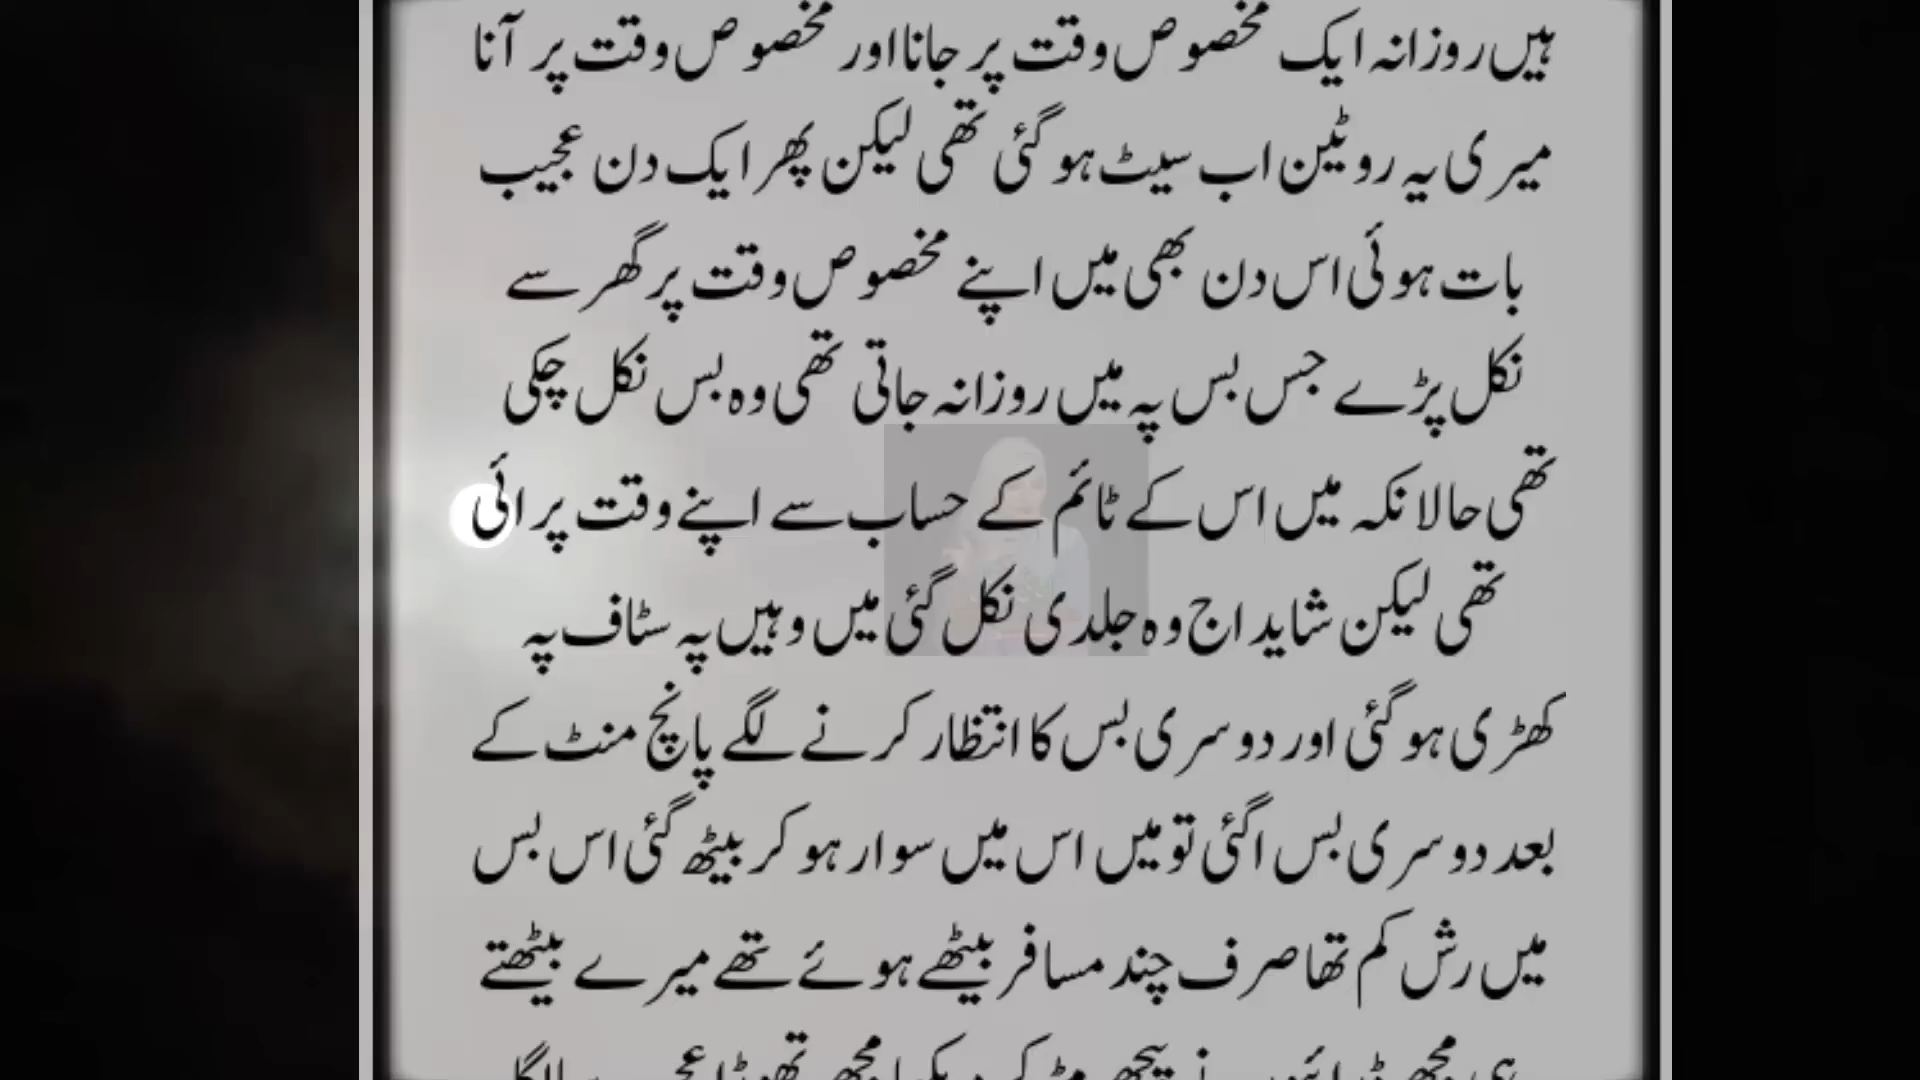 ہیں روزانہ ایک مخصوص وقت پر جانا اور مخصوص وقت پر آنا
میری یہ روٹین اب سیٹ ہو گئی تھی لیکن پھر ایک دن عجیب
بات ہوئی اس دن بھی میں اپنے مخصوص وقت پر گھر سے
نکل پڑے جس بس پہ میں روزانہ جاتی تھی وہ بس نکل چکی
تھی حالانکہ میں اس کے ٹائم کے حساب سے اپنے وقت پر ائی
تھی لیکن شاید اج وہ جلدی نکل گئی میں وہیں پہ سٹاف پہ
کھڑی ہو گئی اور دوسری بس کا انتظار کرنے لگے پانچ منٹ کے
بعد دوسری بس اگئی تو میں اس میں سوار ہو کر بیٹھ گئی اس بس
میں رش کم تھا صرف چند مسافر بیٹھے ہوئے تھے میرے بیٹھتے